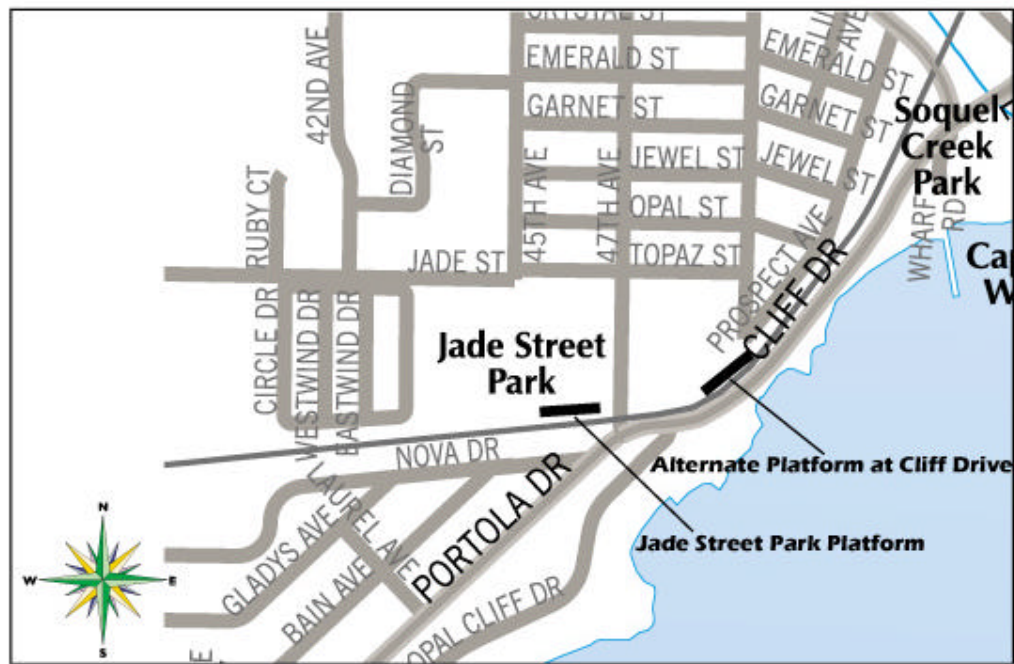 CRYSTAL ST
EMERALD ST
GARNET ST
JEWEL ST
OPAL ST
TOPAZ ST
EMERALD ST
GARNET ST
JEWEL ST
AVE
42ND AVE
DIAMOND
ST
RUBY CT
JADE ST
45TH AVE
47TH AVE
PROSPECT AVE
CLIFF DR
Soquel
Creek
Park
WHARF
RD
CIRCLE DR
WESTWIND DR
EASTWIND DR
Jade Street
Park
NOVA DR
PORTOLA DR
LAUREL AVE
GLADYS AVE
BAIN AVE
OPAL CLIFF DR
Alternate Platform at Cliff Drive
Jade Street Park Platform
N
W
E
S